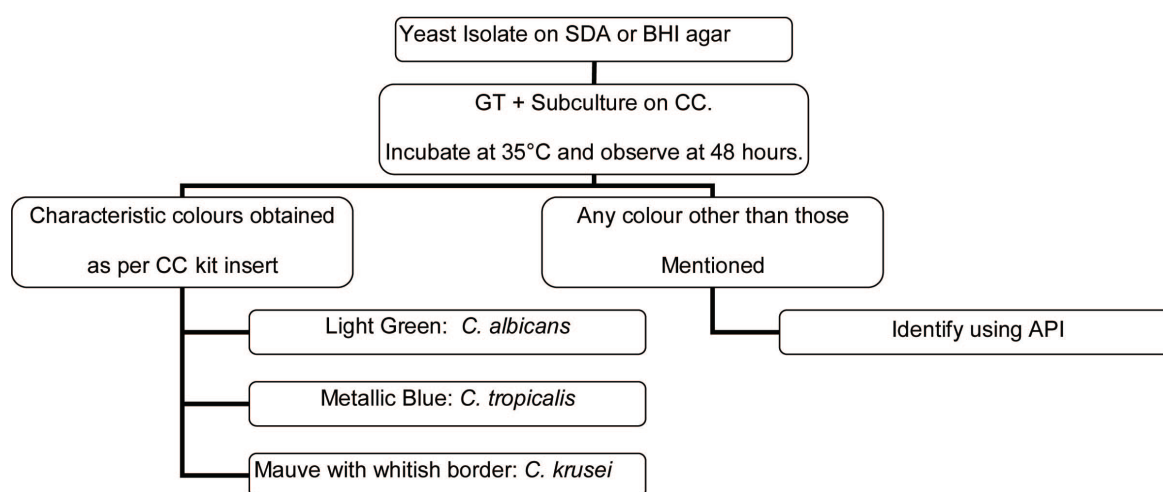 Yeast Isolate on SDA or BHI agar
GT + Subculture on CC.
Incubate at 35°C and observe at 48 hours.
Characteristic colours obtained
as per CC kit insert
Any colour other than those
Mentioned
Light Green: C. albicans
Identify using API
Metallic Blue: C. tropicalis
Mauve with whitish border: C. krusei